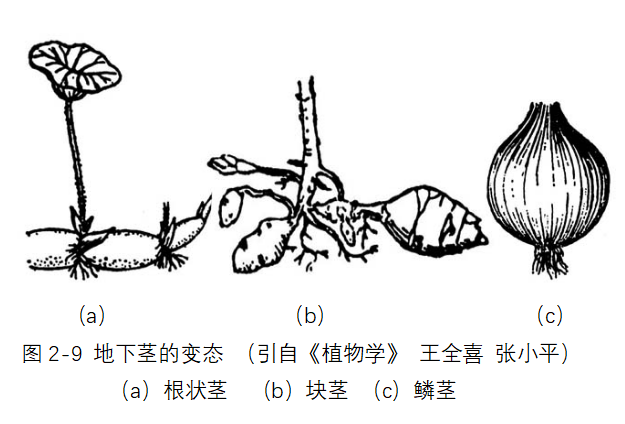 (a) (b) (c)
图 2-9 地下茎的变态 （引自《植物学》 王全喜 张小平）
(a) 根状茎 (b) 块茎 (c) 鳞茎